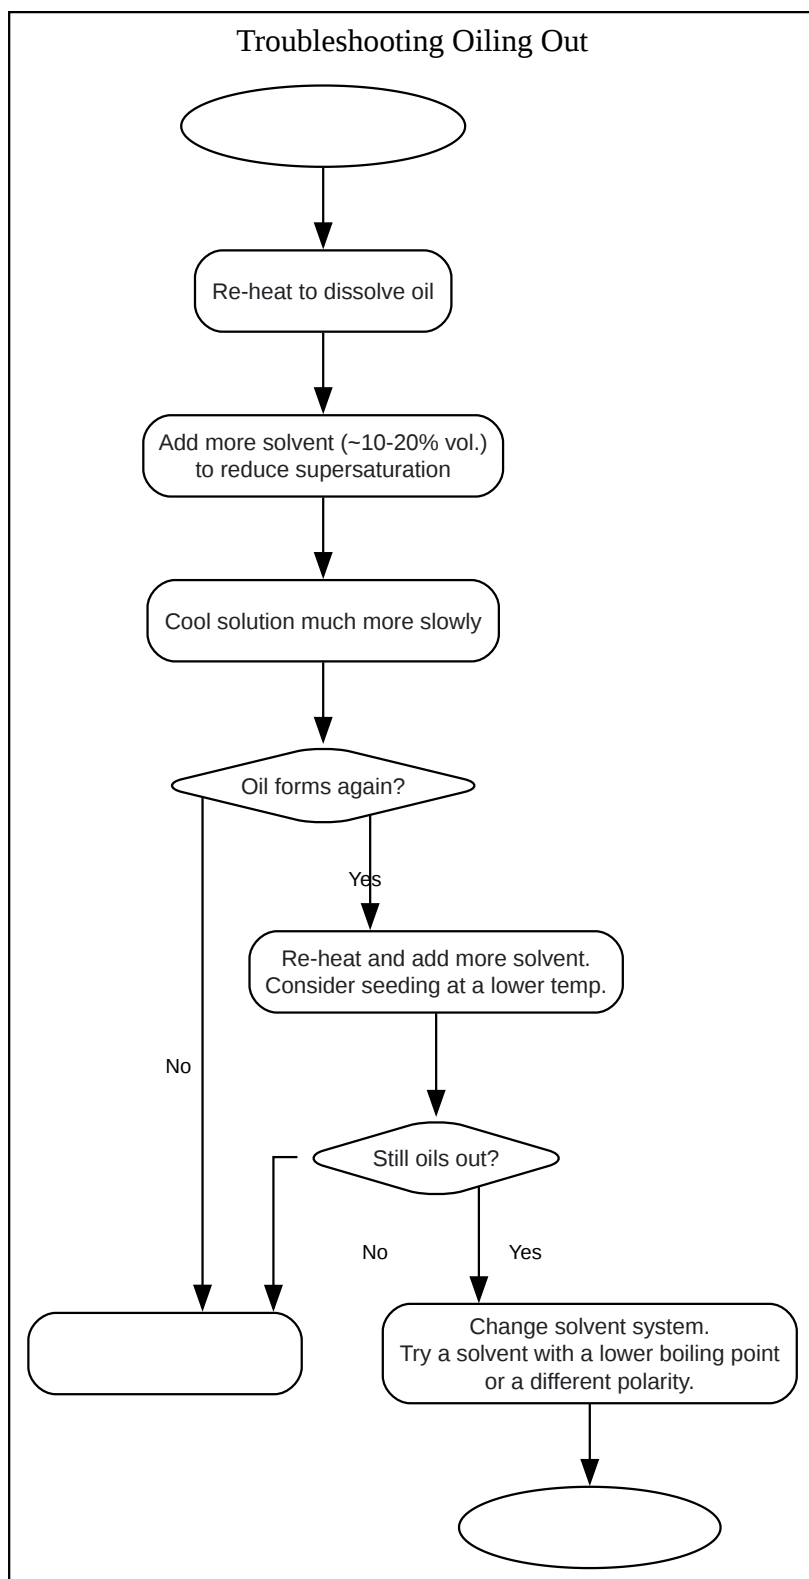 Troubleshooting Oiling Out
Re-heat to dissolve oil
Add more solvent (~10-20% vol.)
to reduce supersaturation
Cool solution much more slowly
Oil forms again?
Yes
Re-heat and add more solvent.
Consider seeding at a lower temp.
No
Still oils out?
No
Yes
Change solvent system.
Try a solvent with a lower boiling point
or a different polarity.